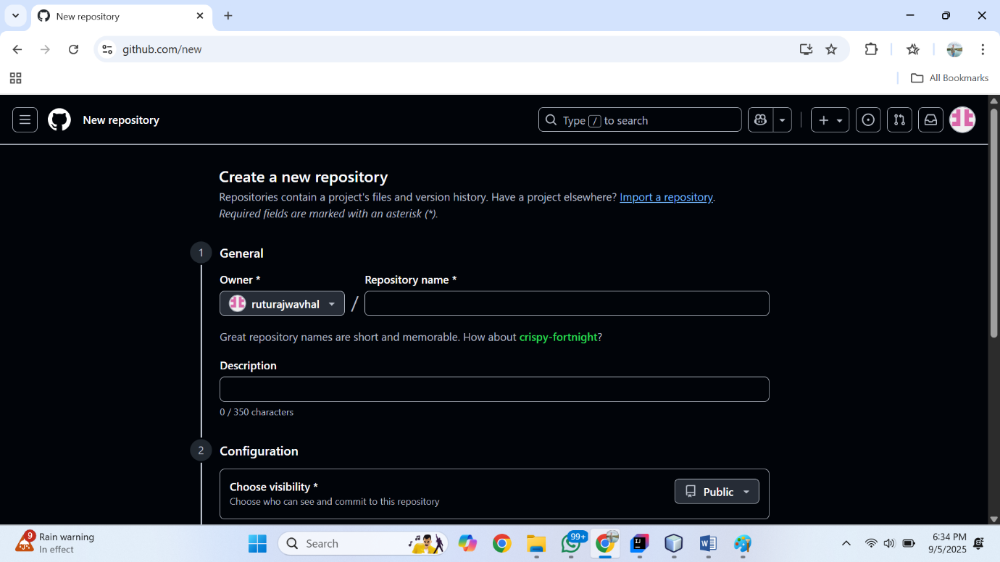 New repository
github.com/new
All Bookmarks
New repository
Type / to search
Create a new repository
Repositories contain a project's files and version history. Have a project elsewhere? Import a repository.
Required fields are marked with an asterisk (*).
1 General
Owner * Repository name *
ruturajwavhal /
Great repository names are short and memorable. How about crispy-fortnight?
Description
0 / 350 characters
2 Configuration
Choose visibility *
Choose who can see and commit to this repository
Public
9 Rain warning
In effect
Search
99+
IJ
W
6:34 PM
9/5/2025